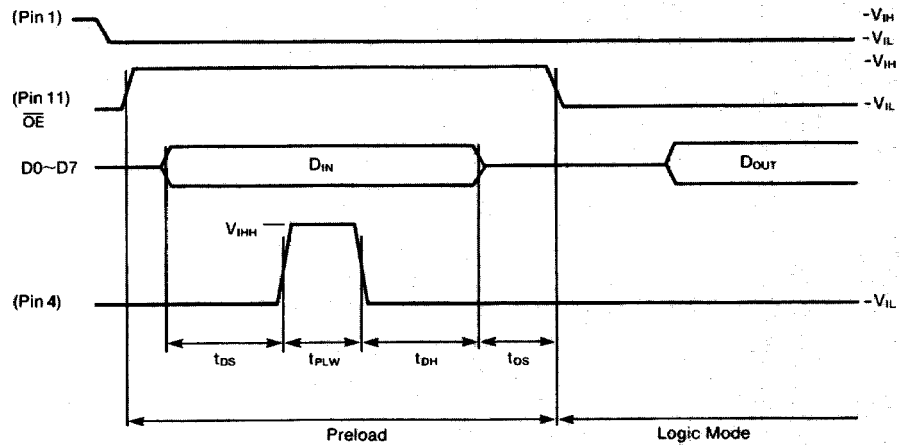 (Pin 1)
-VIH
-VIL
-VIH
(Pin 11)
OE
-VIL
D0~D7
DIN
DOUT
VIHH
(Pin 4)
-VIL
tDS
tPLW
tDH
tOS
Preload
Logic Mode